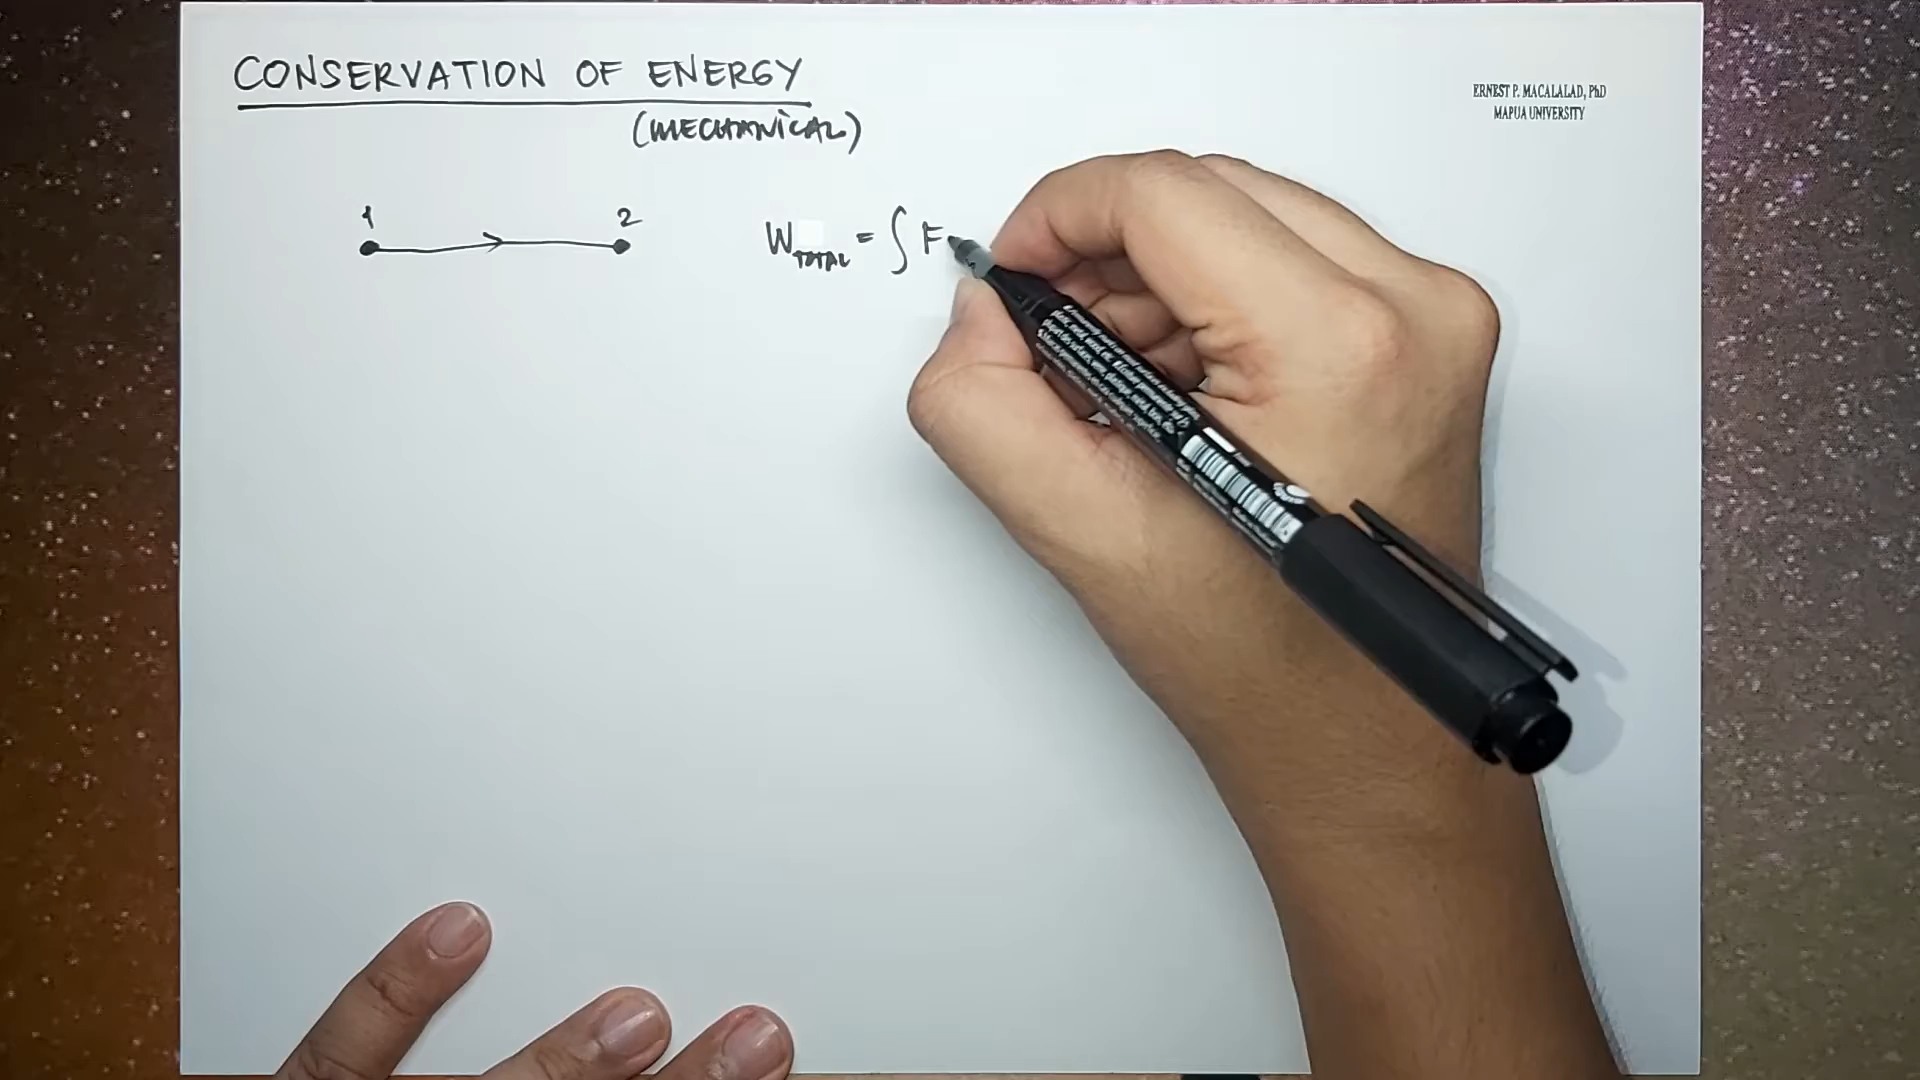 CONSERVATION OF ENERGY
(MECHANICAL)
ERNEST P. MACALALAD, PhD
MAPUA UNIVERSITY
1
2
W TOTAL = ∫ F